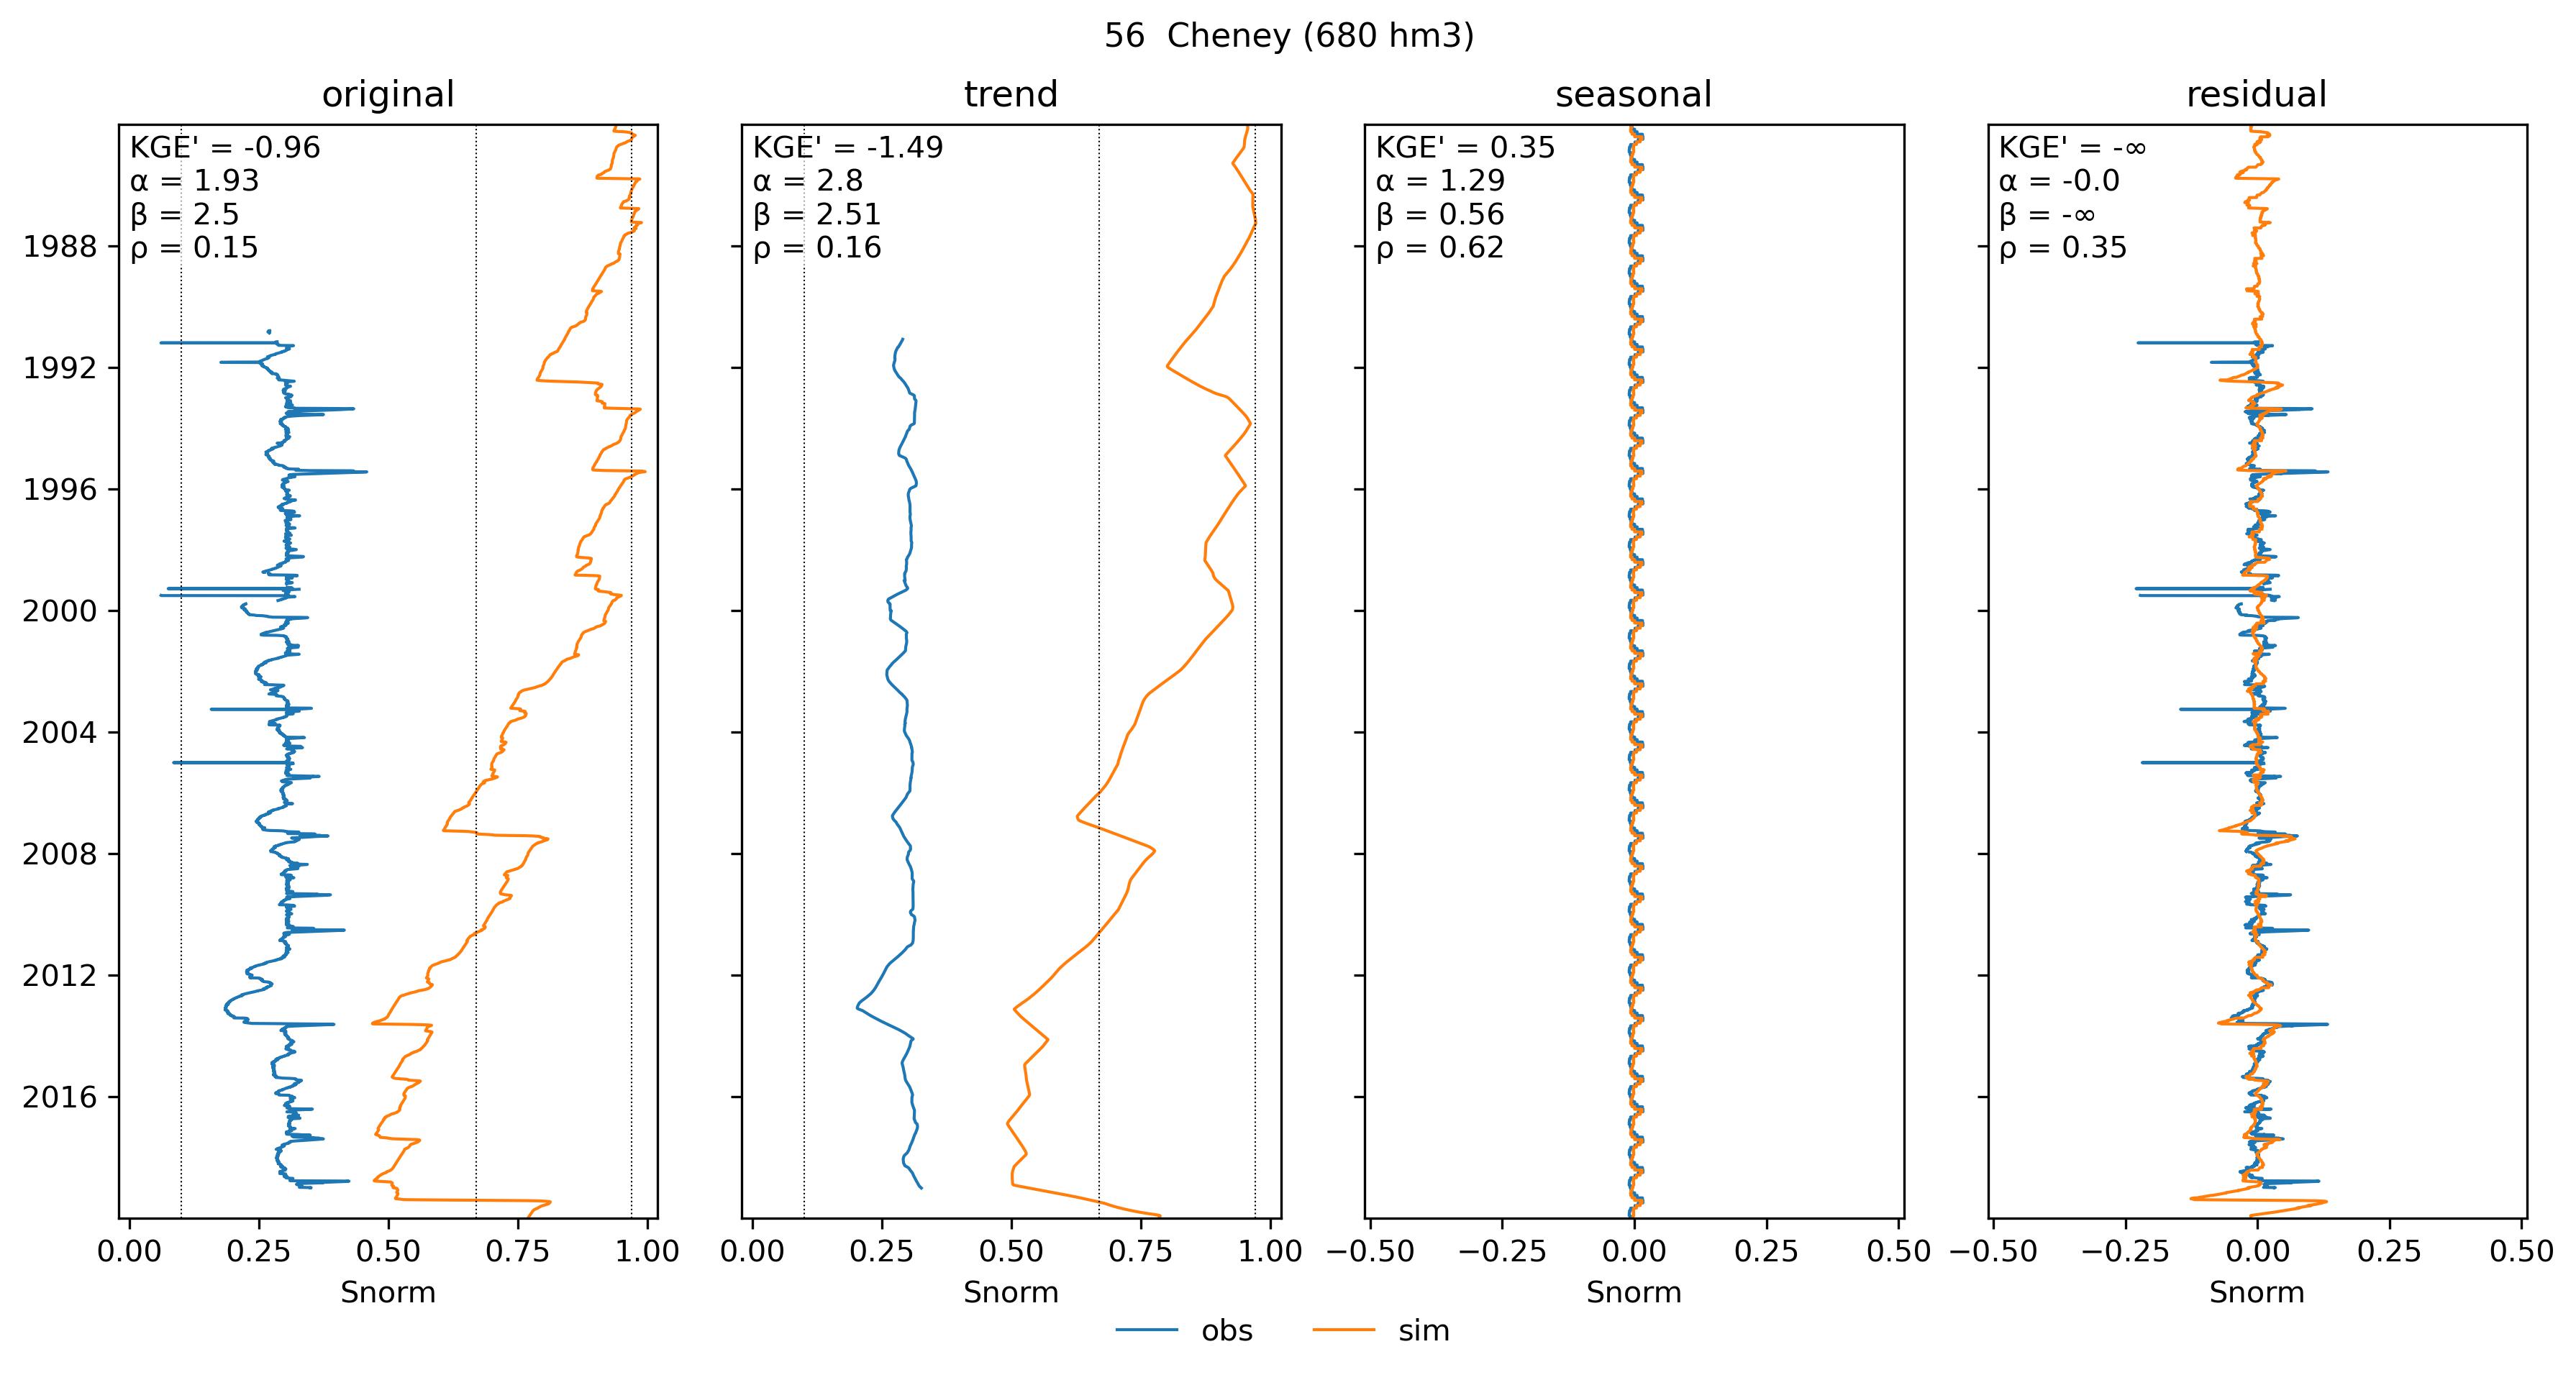 56  Cheney (680 hm3)
original
KGE' = -0.96
α = 1.93
β = 2.5
ρ = 0.15
1988
1992
1996
2000
2004
2008
2012
2016
0.00 0.25 0.50 0.75 1.00
Snorm
trend
KGE' = -1.49
α = 2.8
β = 2.51
ρ = 0.16
0.00 0.25 0.50 0.75 1.00
Snorm
seasonal
KGE' = 0.35
α = 1.29
β = 0.56
ρ = 0.62
−0.50 −0.25 0.00 0.25 0.50
Snorm
residual
KGE' = -∞
α = -0.0
β = -∞
ρ = 0.35
−0.50 −0.25 0.00 0.25 0.50
Snorm
obs sim